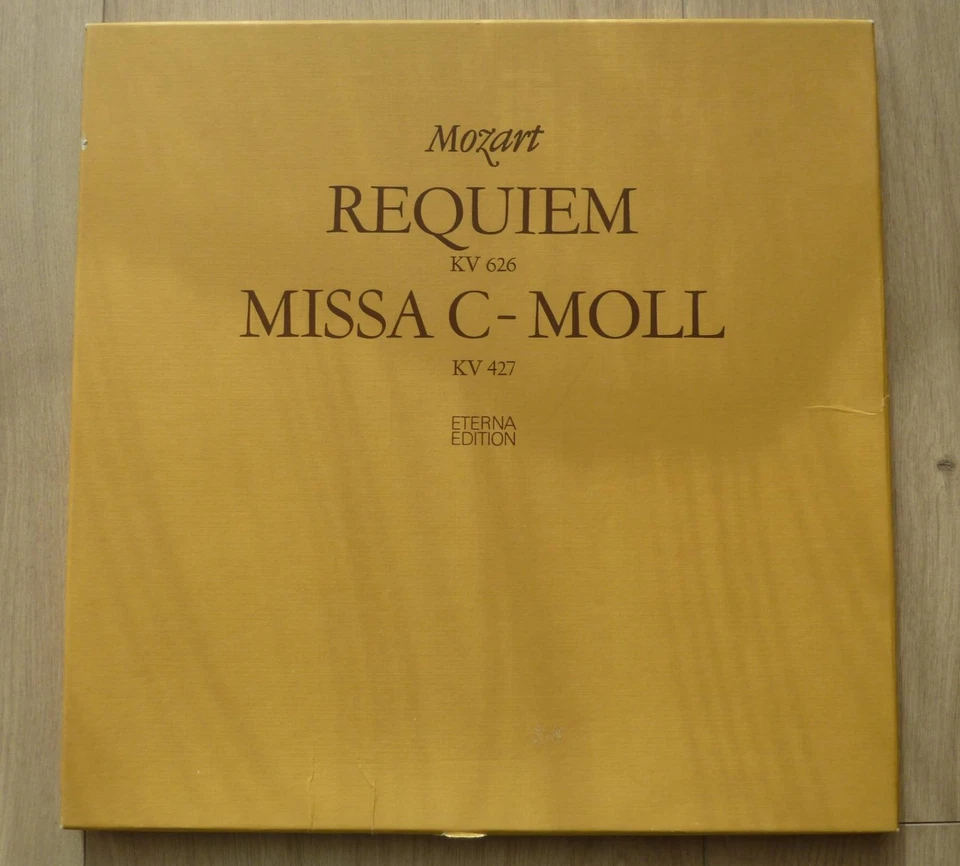 Mozart
REQUIEM
KV 626
MISSA C-MOLL
KV 427
ETERNA
EDITION